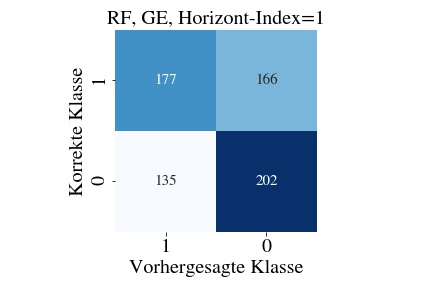 RF, GE, Horizont-Index=1
Korrekte Klasse
1
177
166
0
135
202
1
0
Vorhergesagte Klasse